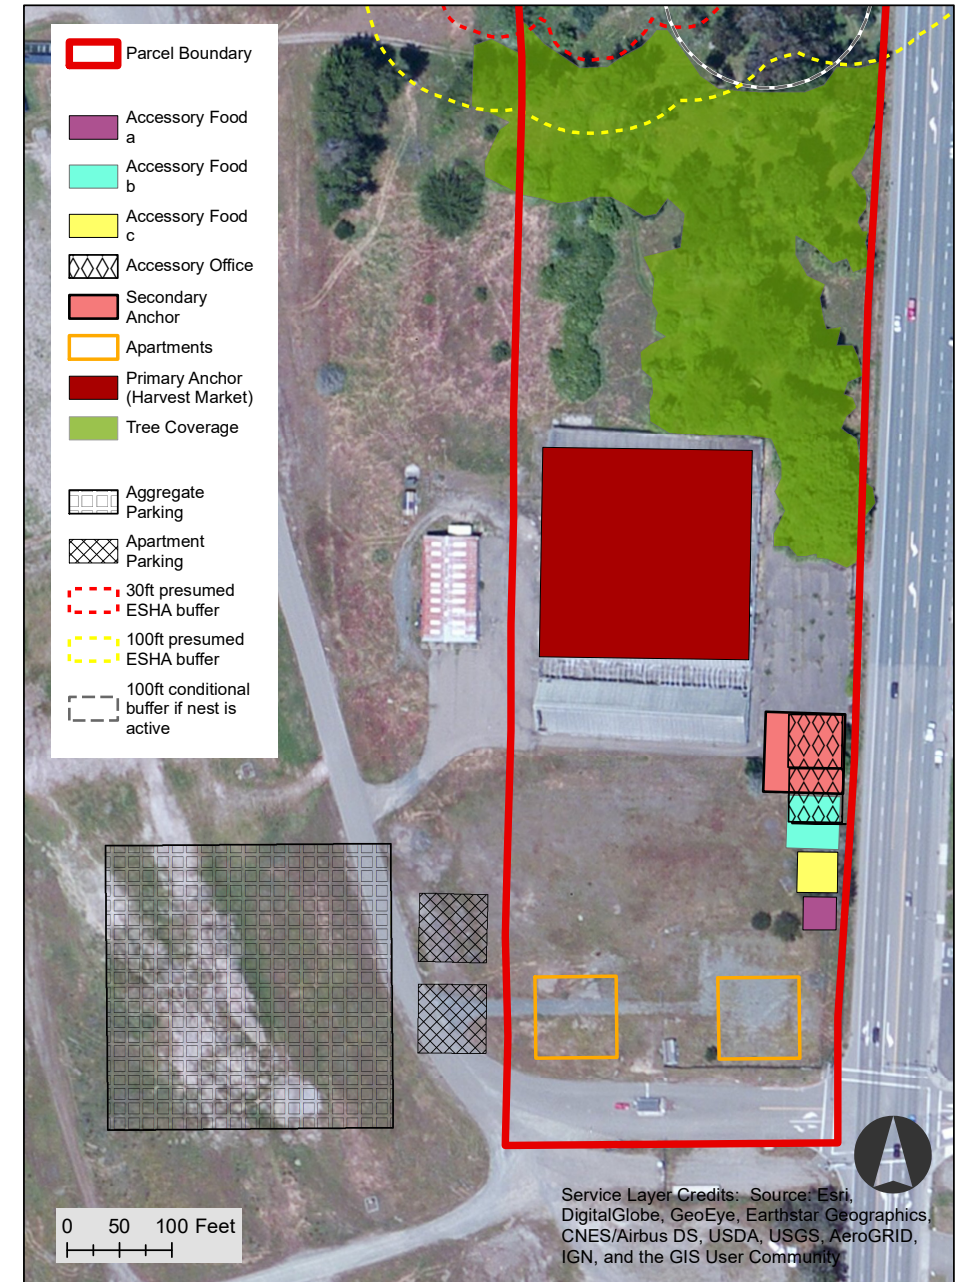 Parcel Boundary
Accessory Food
a
Accessory Food
b
Accessory Food
c
Accessory Office
Secondary
Anchor
Apartments
Primary Anchor
(Harvest Market)
Tree Coverage
Aggregate
Parking
Apartment
Parking
30ft presumed
ESHA buffer
100ft presumed
ESHA buffer
100ft conditional
buffer if nest is
active
0 50 100 Feet
Service Layer Credits: Source: Esri,
DigitalGlobe, GeoEye, Earthstar Geographics,
CNES/Airbus DS, USDA, USGS, AeroGRID,
IGN, and the GIS User Community